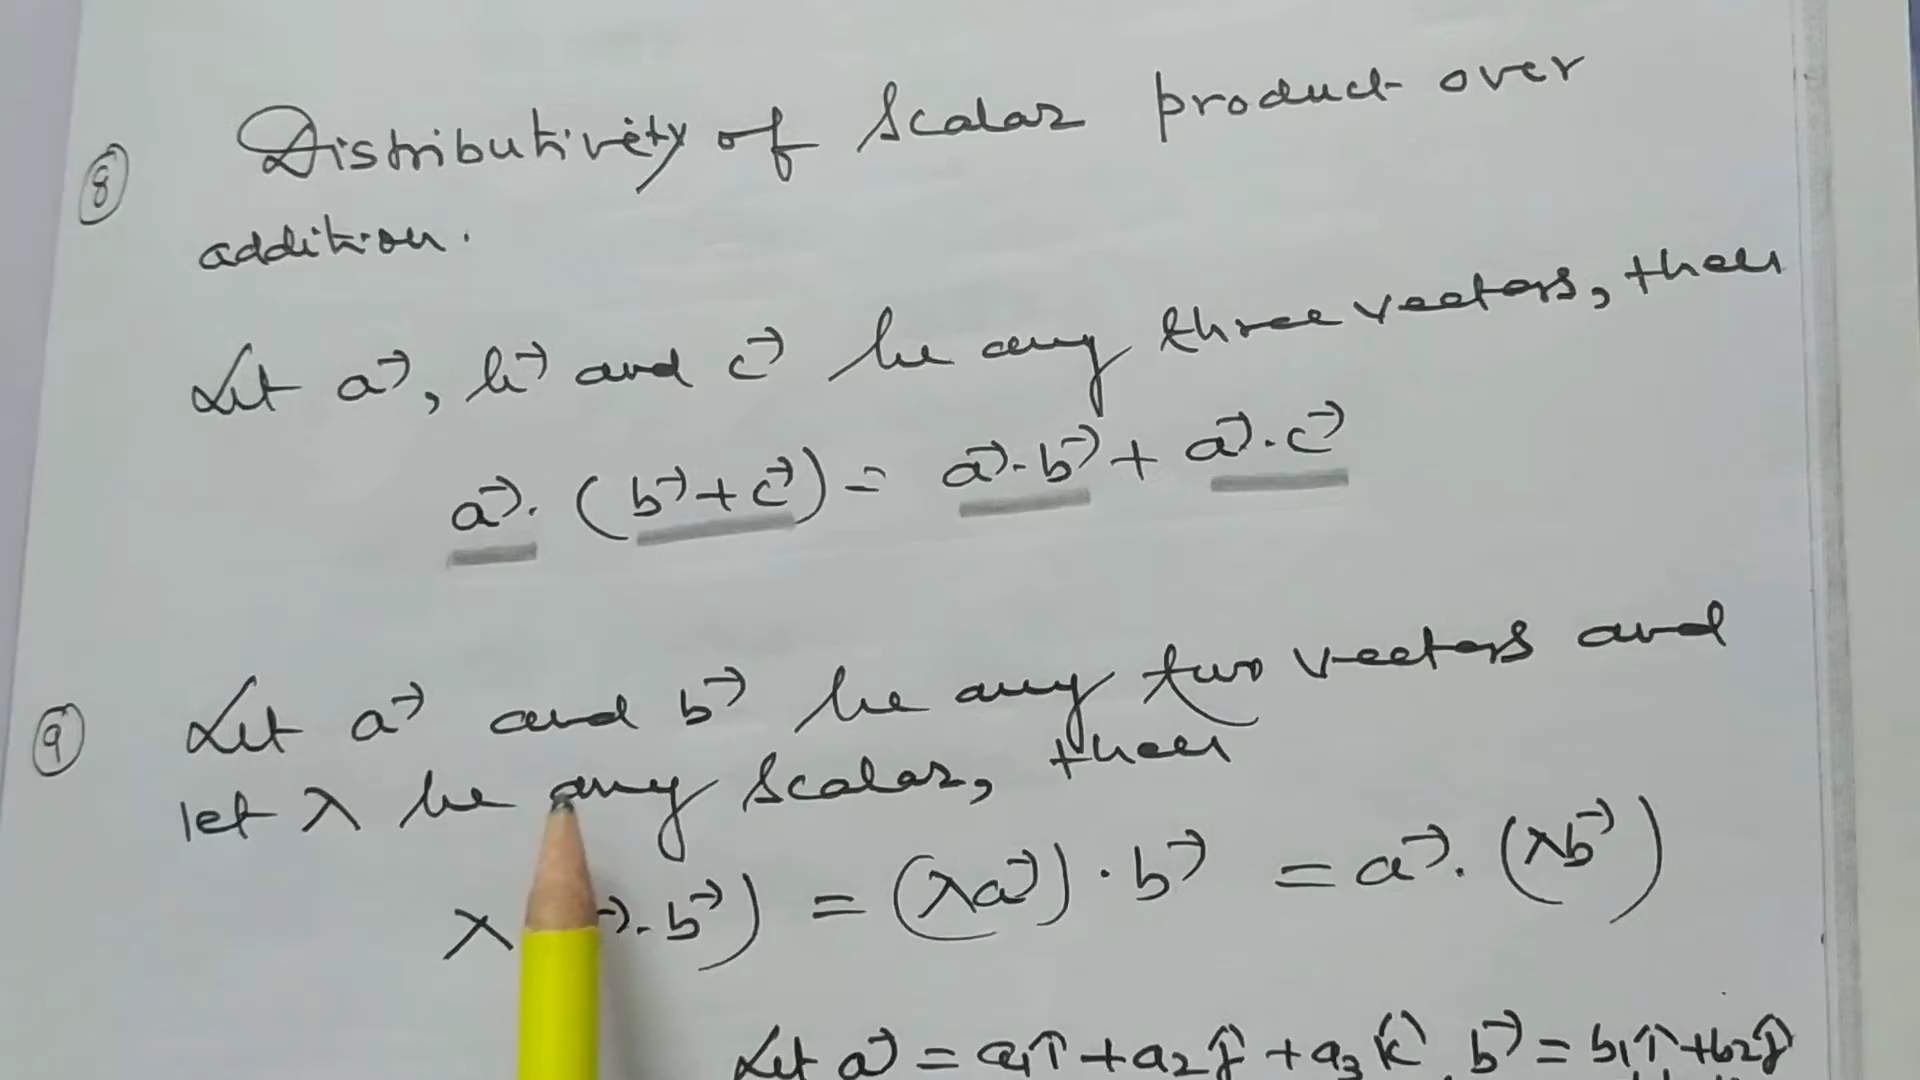 ⑧ Distributivity of Scalar product over
addition.
Let a⃗, b⃗ and c⃗ be any three vectors, then
a⃗. (b⃗+c⃗) = a⃗.b⃗ + a⃗.c⃗
⑨ Let a⃗ and b⃗ be any two vectors and
let λ be any Scalar, then
λ .b⃗) = (λa⃗).b⃗ = a⃗.(λb⃗)
Let a⃗ = a₁î + a₂ĵ + a₃k̂, b⃗ = b₁î + b₂ĵ